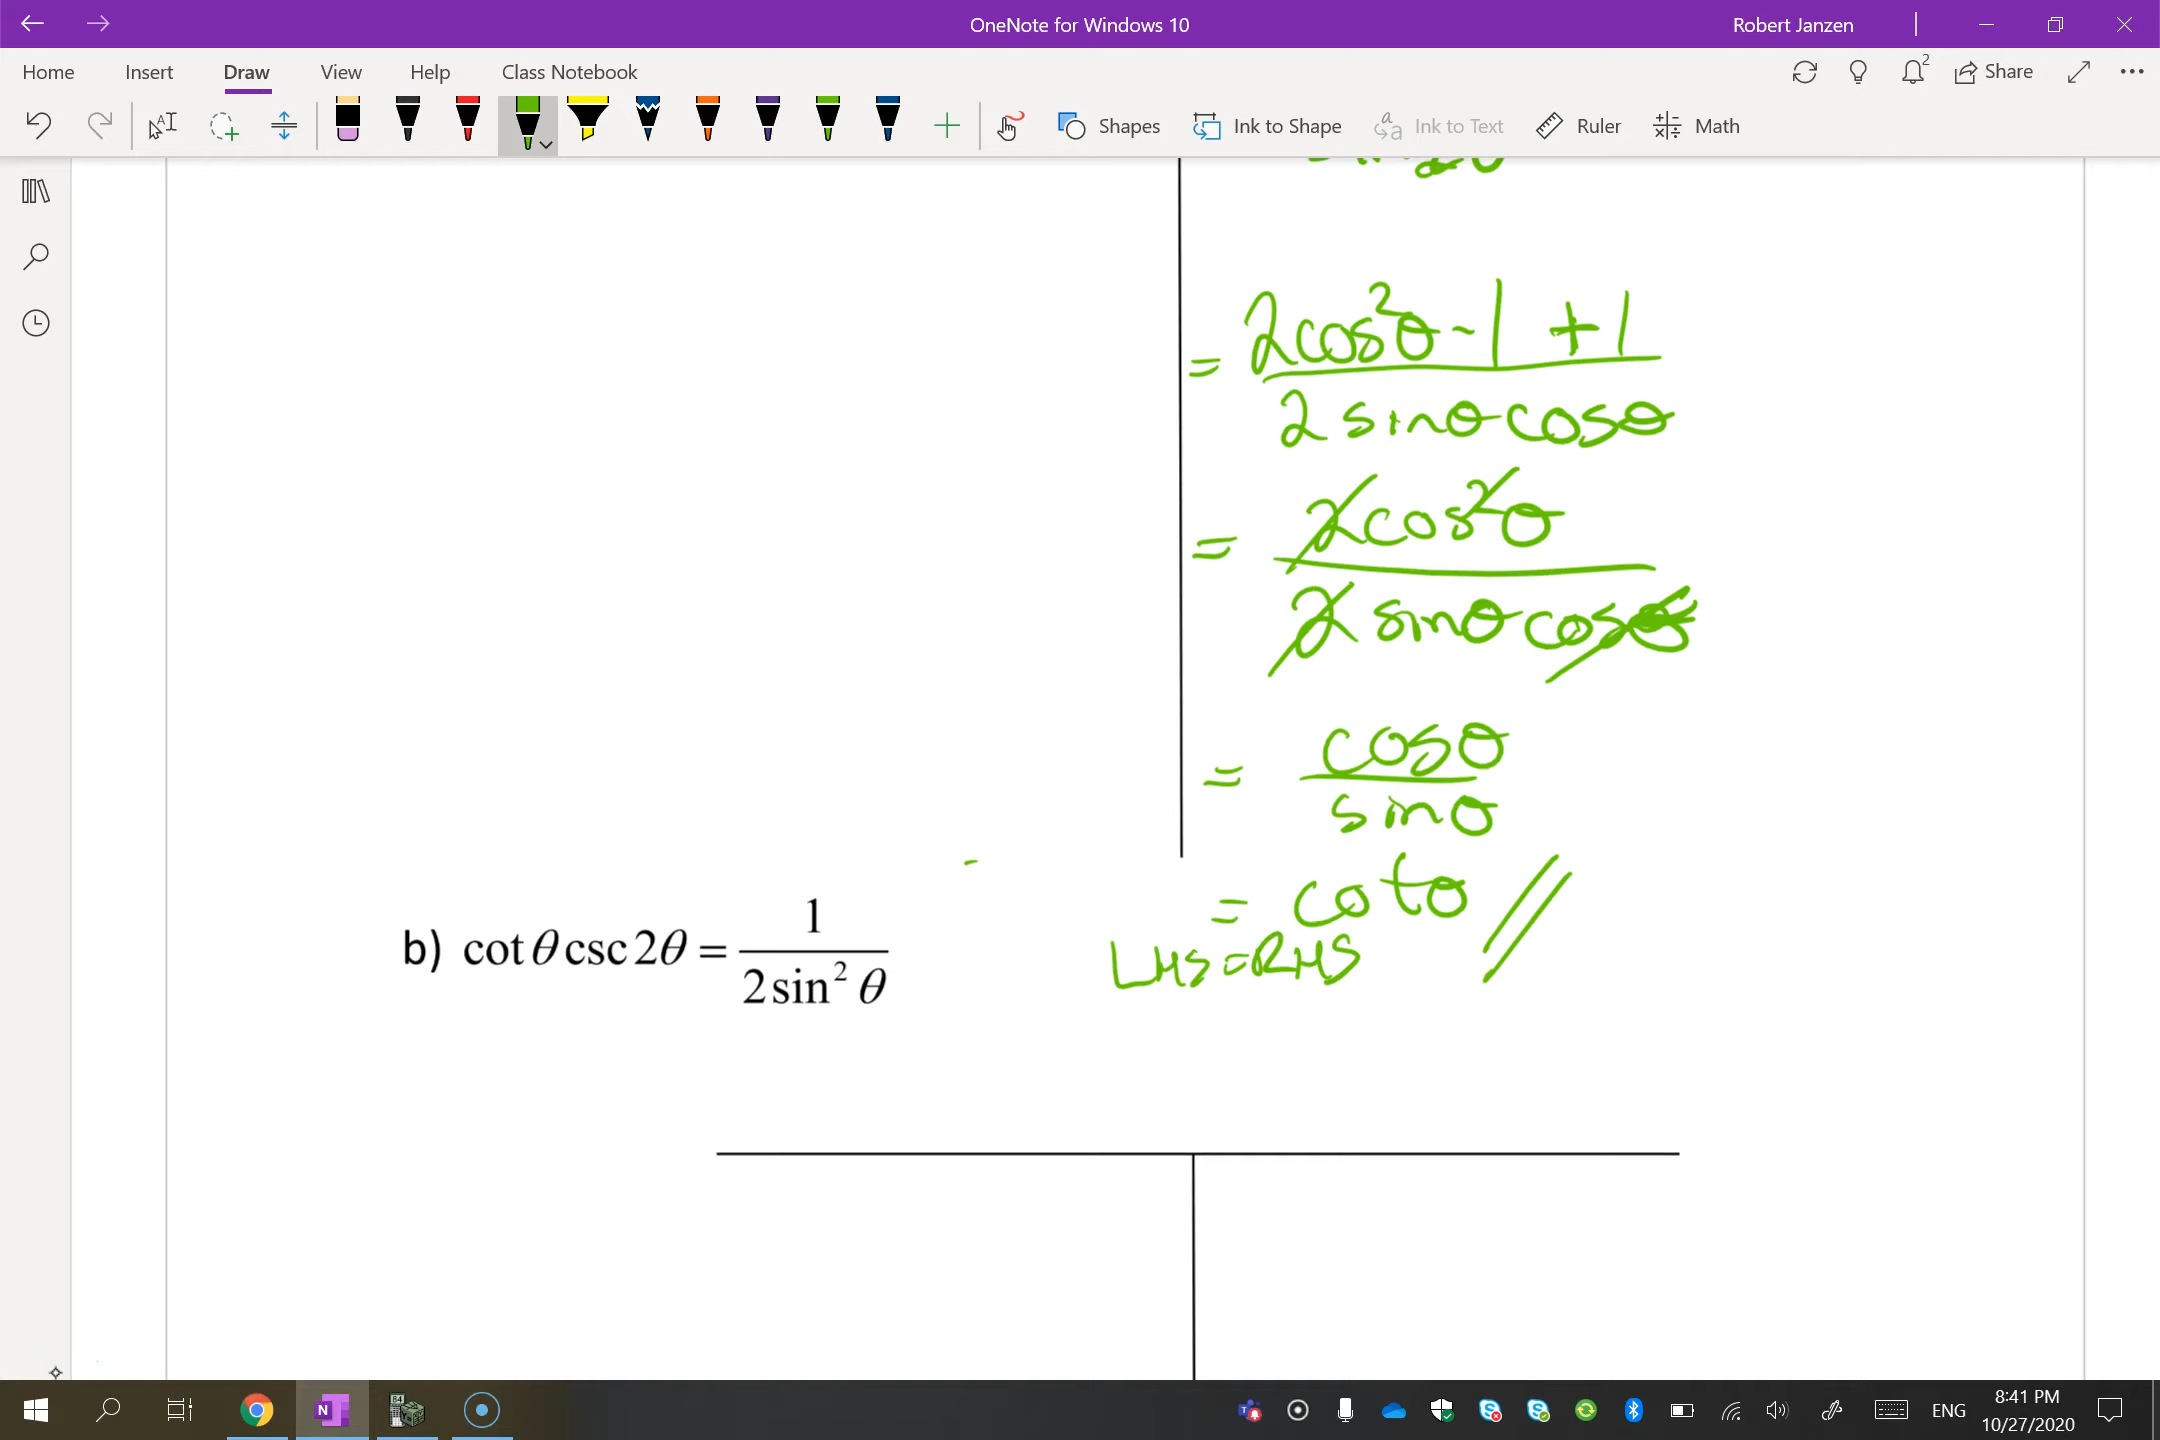 OneNote for Windows 10
Robert Janzen
Home Insert Draw View Help Class Notebook
2
Share
Shapes Ink to Shape Ink to Text Ruler Math
= 2cos²θ - 1 + 1
2 sinθ cosθ
= 2cos²θ
2 sinθ cosθ
= cosθ
sinθ
= cotθ //
LHS = RHS
b) cot θ csc 2θ = 1
2 sin² θ
ENG
8:41 PM
10/27/2020